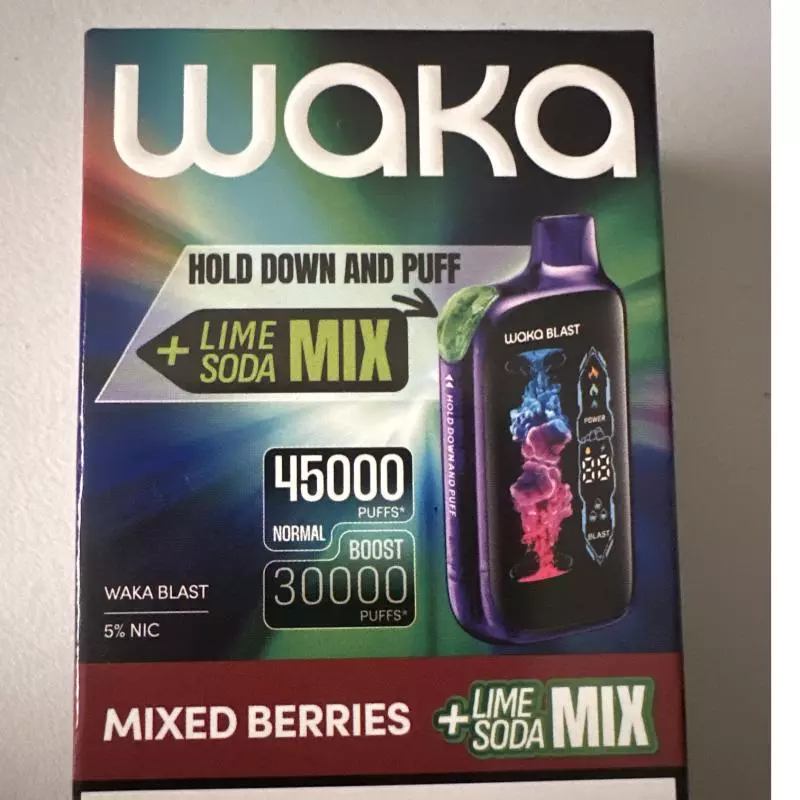 waka
HOLD DOWN AND PUFF
+ LIME SODA MIX
waka BLAST
HOLD DOWN AND PUFF
POWER
88
BLAST
45000
PUFFS*
NORMAL
BOOST
30000
PUFFS*
WAKA BLAST
5% NIC
MIXED BERRIES + LIME SODA MIX